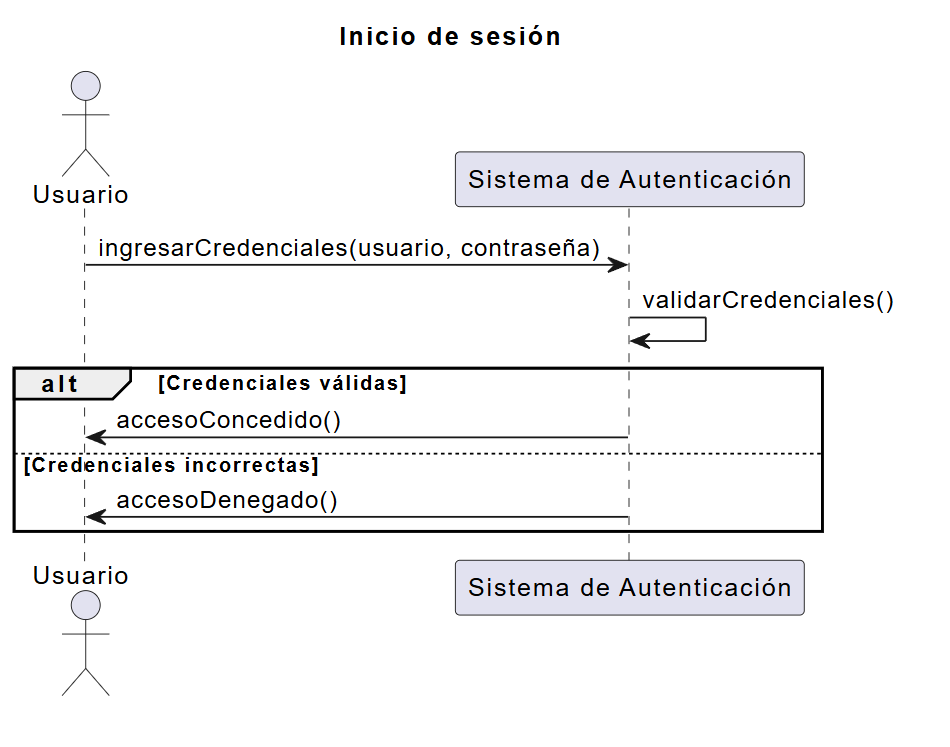 Inicio de sesión
Usuario
Sistema de Autenticación
ingresarCredenciales(usuario, contraseña)
validarCredenciales()
alt [Credenciales válidas]
accesoConcedido()
[Credenciales incorrectas]
accesoDenegado()
Usuario
Sistema de Autenticación